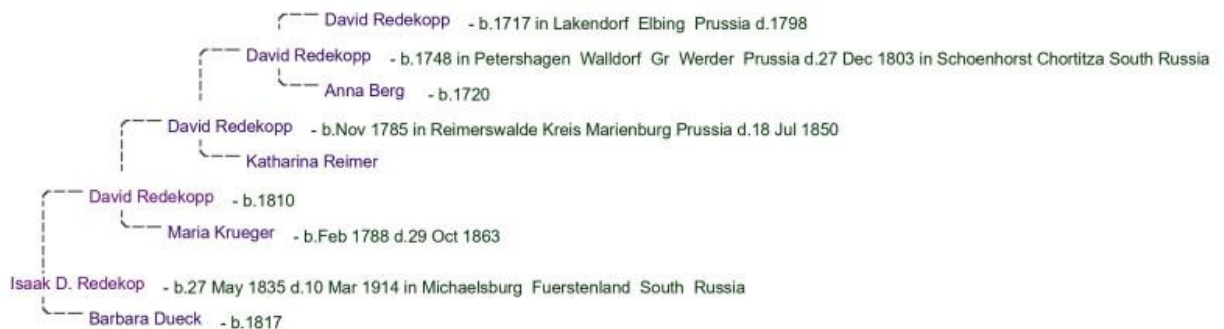 David Redekopp - b.1717 in Lakendorf Elbing Prussia d.1798
David Redekopp - b.1748 in Petershagen Walldorf Gr Werder Prussia d.27 Dec 1803 in Schoenhorst Chortitza South Russia
Anna Berg - b.1720
David Redekopp - b.Nov 1785 in Reimerswalde Kreis Marienburg Prussia d.18 Jul 1850
Katharina Reimer
David Redekopp - b.1810
Maria Krueger - b.Feb 1788 d.29 Oct 1863
Isaak D. Redekop - b.27 May 1835 d.10 Mar 1914 in Michaelsburg Fuerstenland South Russia
Barbara Dueck - b.1817